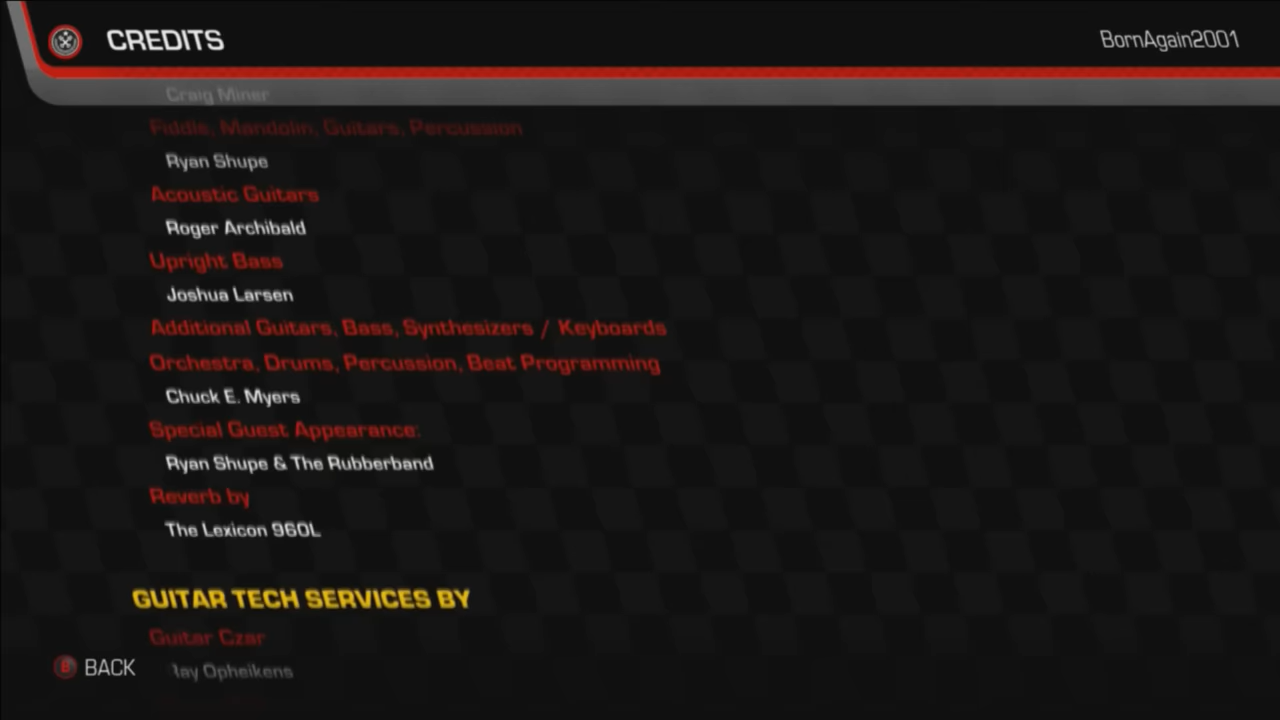 CREDITS
BornAgain2001
Craig Miner
Fiddle, Mandolin, Guitars, Percussion
Ryan Shupe
Acoustic Guitars
Roger Archibald
Upright Bass
Joshua Larsen
Additional Guitars, Bass, Synthesizers / Keyboards
Orchestra, Drums, Percussion, Beat Programming
Chuck E. Myers
Special Guest Appearance:
Ryan Shupe & The Rubberband
Reverb by
The Lexicon 960L
GUITAR TECH SERVICES BY
Guitar Czar
Jay Opheikens
B BACK